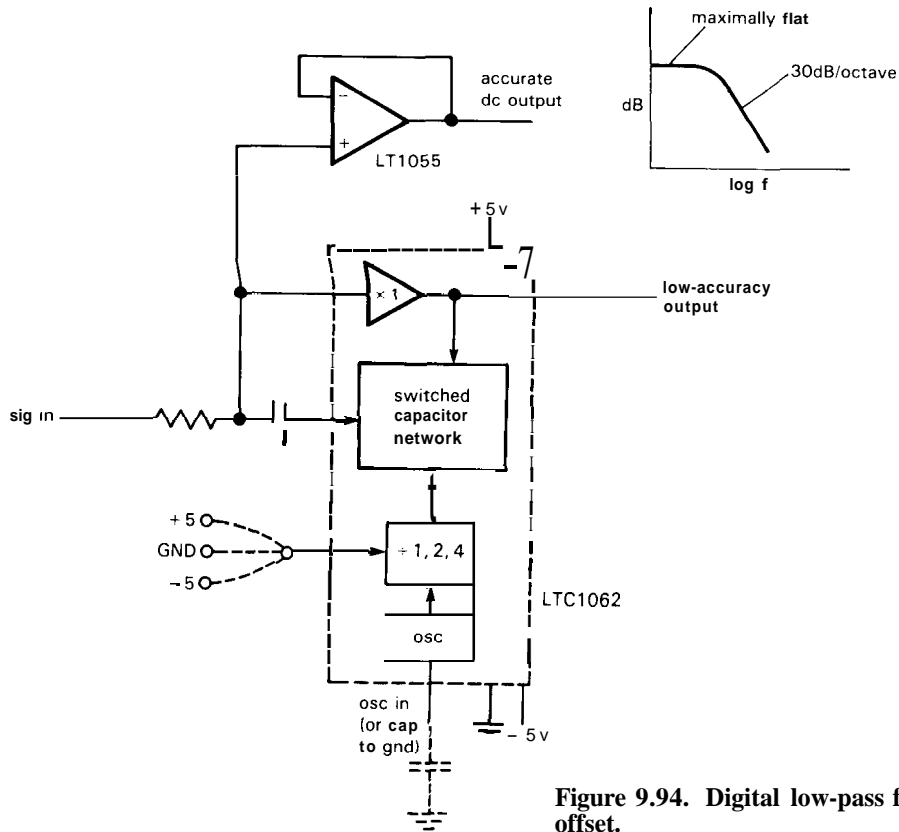 maximally flat
30dB/octave
dB
log f
accurate
dc output
−
+
LT1055
+5v
-7
× 1
low-accuracy
output
switched
capacitor
network
sig in
+5
GND
−5
÷ 1, 2, 4
LTC1062
osc
osc in
(or cap
to gnd)
− 5v
Figure 9.94. Digital low-pass f
offset.